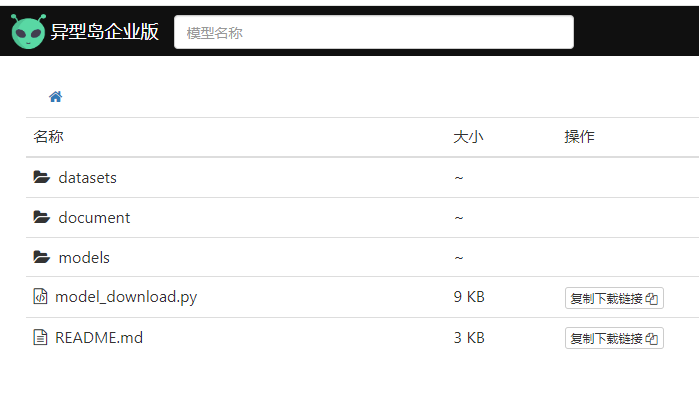 异型岛企业版 模型名称
名称 大小 操作
datasets ~
document ~
models ~
model_download.py 9 KB 复制下载链接
README.md 3 KB 复制下载链接